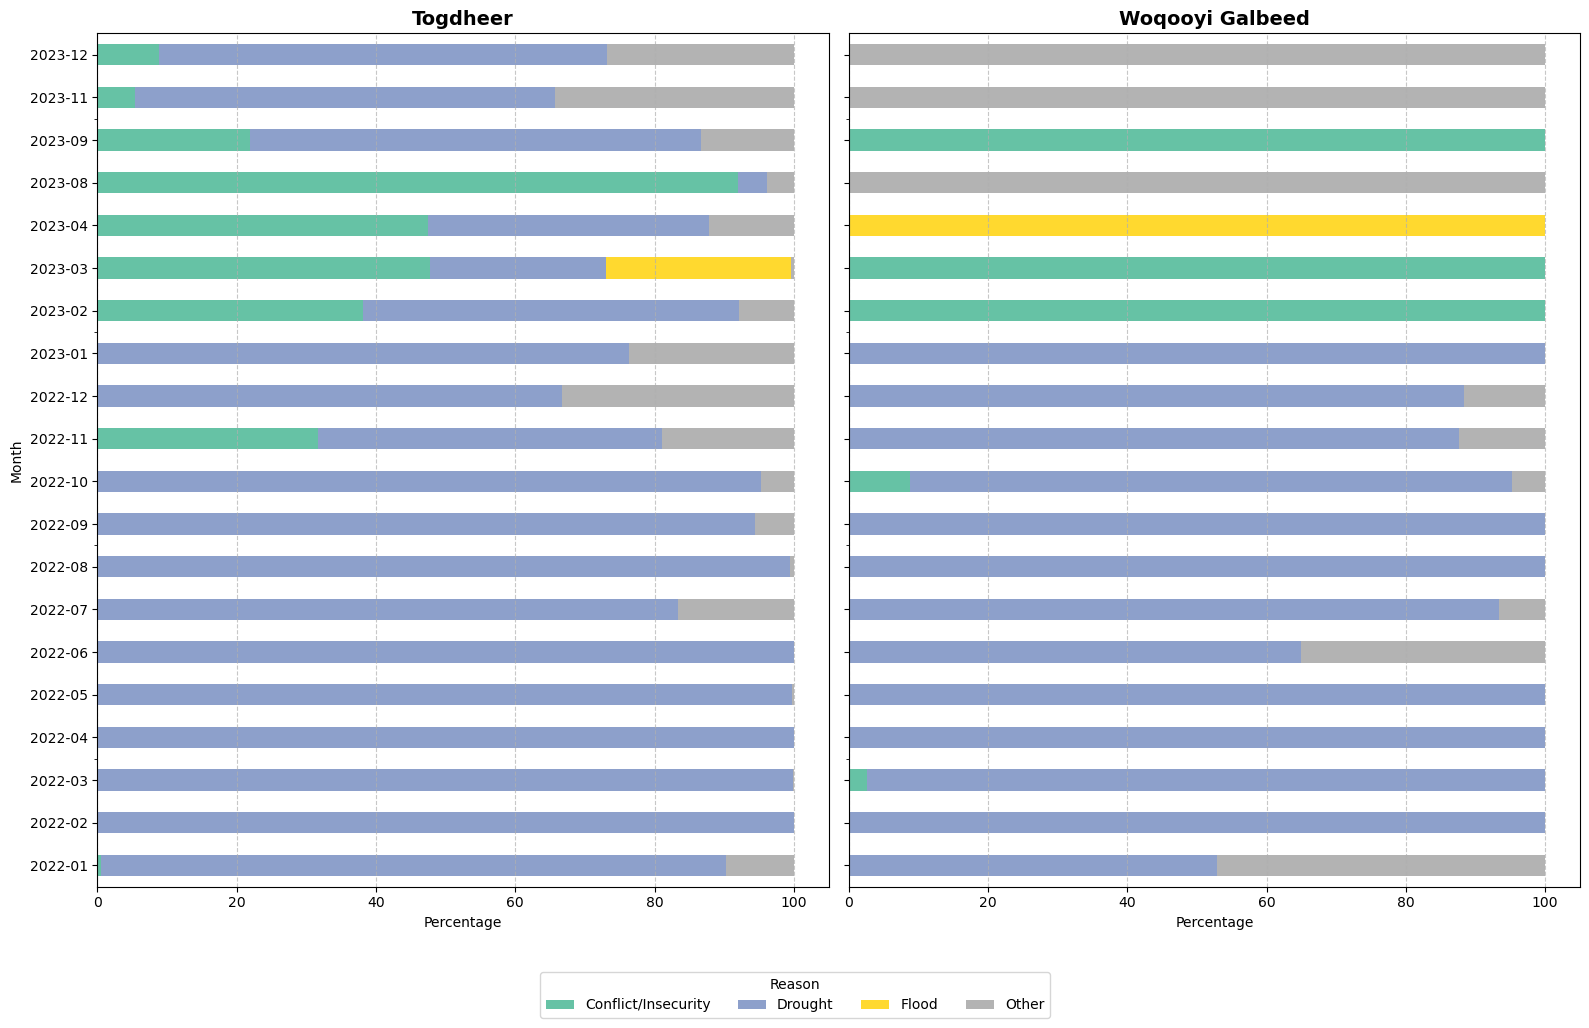 Togdheer
Woqooyi Galbeed
Month
2023-12
2023-11
2023-09
2023-08
2023-04
2023-03
2023-02
2023-01
2022-12
2022-11
2022-10
2022-09
2022-08
2022-07
2022-06
2022-05
2022-04
2022-03
2022-02
2022-01
0 20 40 60 80 100
0 20 40 60 80 100
Percentage
Percentage
Reason
Conflict/Insecurity Drought Flood Other